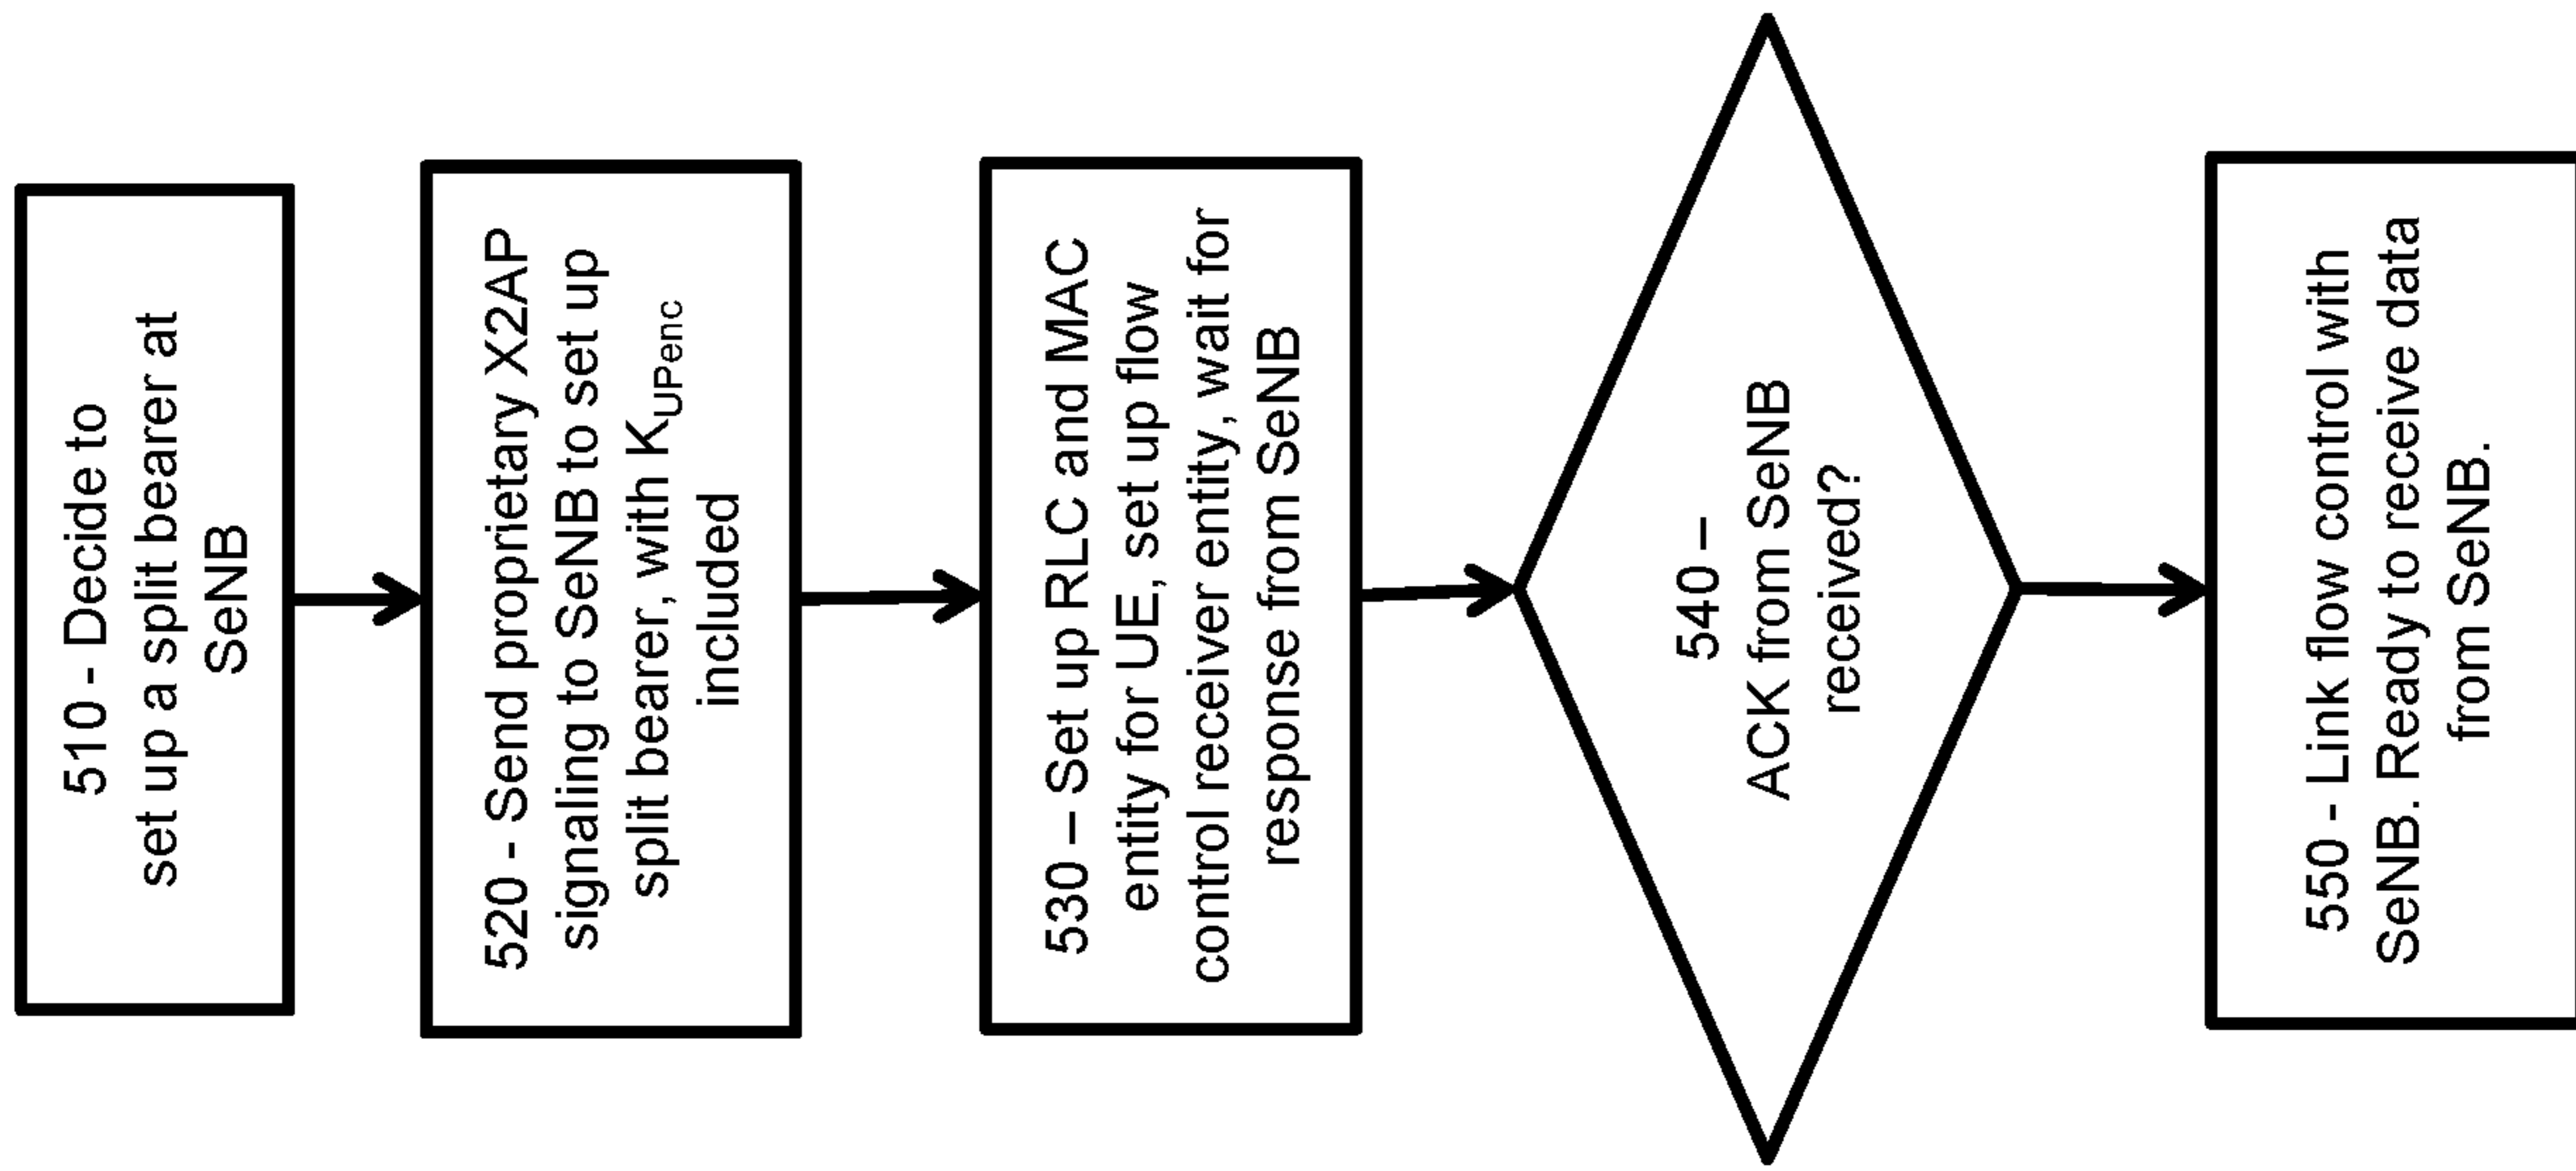 510 - Decide to
set up a split bearer at
SeNB
520 - Send proprietary X2AP
signaling to SeNB to set up
split bearer, with K_UPenc
included
530 – Set up RLC and MAC
entity for UE, set up flow
control receiver entity, wait for
response from SeNB
540 –
ACK from SeNB
received?
550 - Link flow control with
SeNB. Ready to receive data
from SeNB.